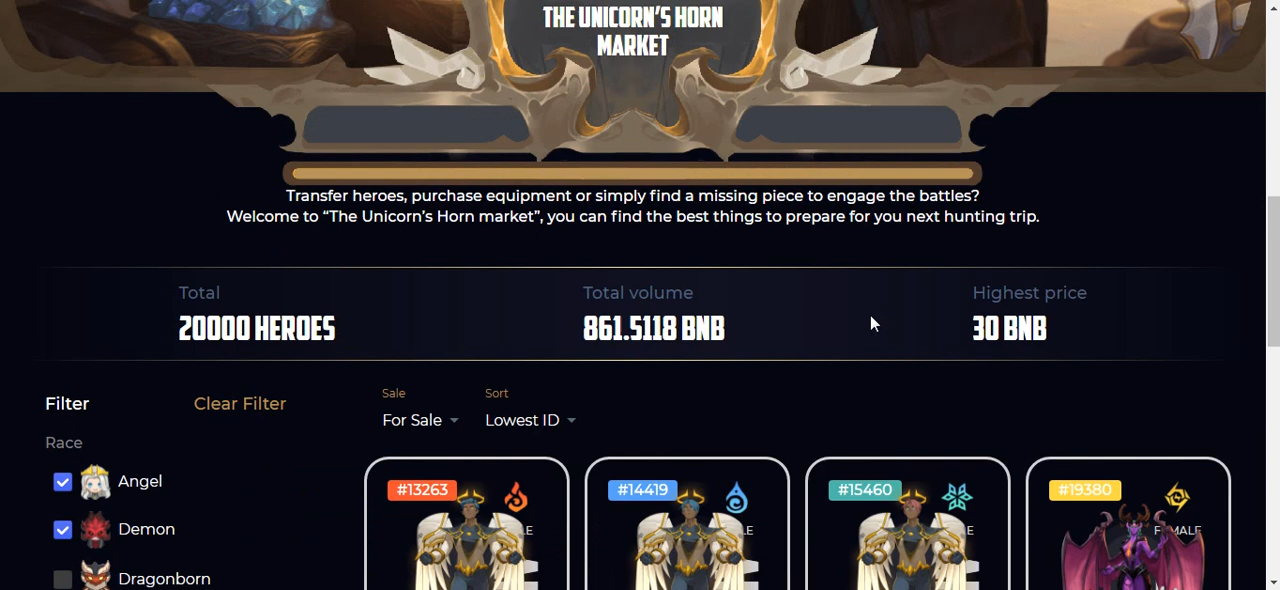 THE UNICORN'S HORN
MARKET
Transfer heroes, purchase equipment or simply find a missing piece to engage the battles?
Welcome to “The Unicorn’s Horn market”, you can find the best things to prepare for you next hunting trip.
Total
20000 HEROES
Total volume
861.5118 BNB
Highest price
30 BNB
Filter
Clear Filter
Race
Angel
Demon
Dragonborn
Sale
For Sale
Sort
Lowest ID
#13263
#14419
#15460
#19380